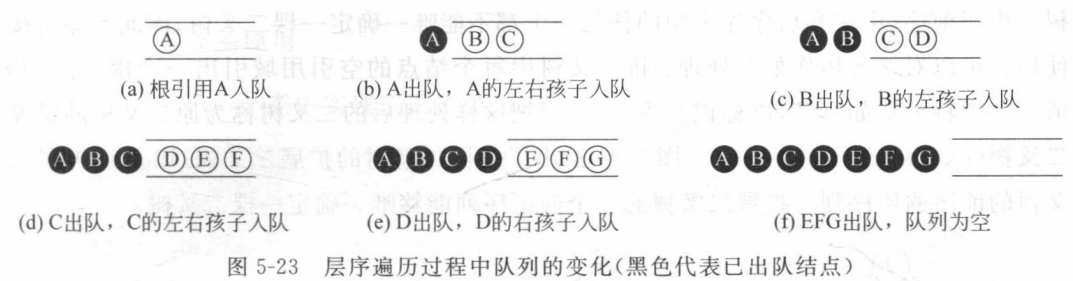 A
A B C
A B C D
(a) 根引用A入队
(b) A出队，A的左右孩子入队
(c) B出队，B的左孩子入队
A B C D E F
A B C D E F G
A B C D E F G
(d) C出队，C的左右孩子入队
(e) D出队，D的右孩子入队
(f) EFG出队，队列为空
图 5-23 层序遍历过程中队列的变化(黑色代表已出队结点)